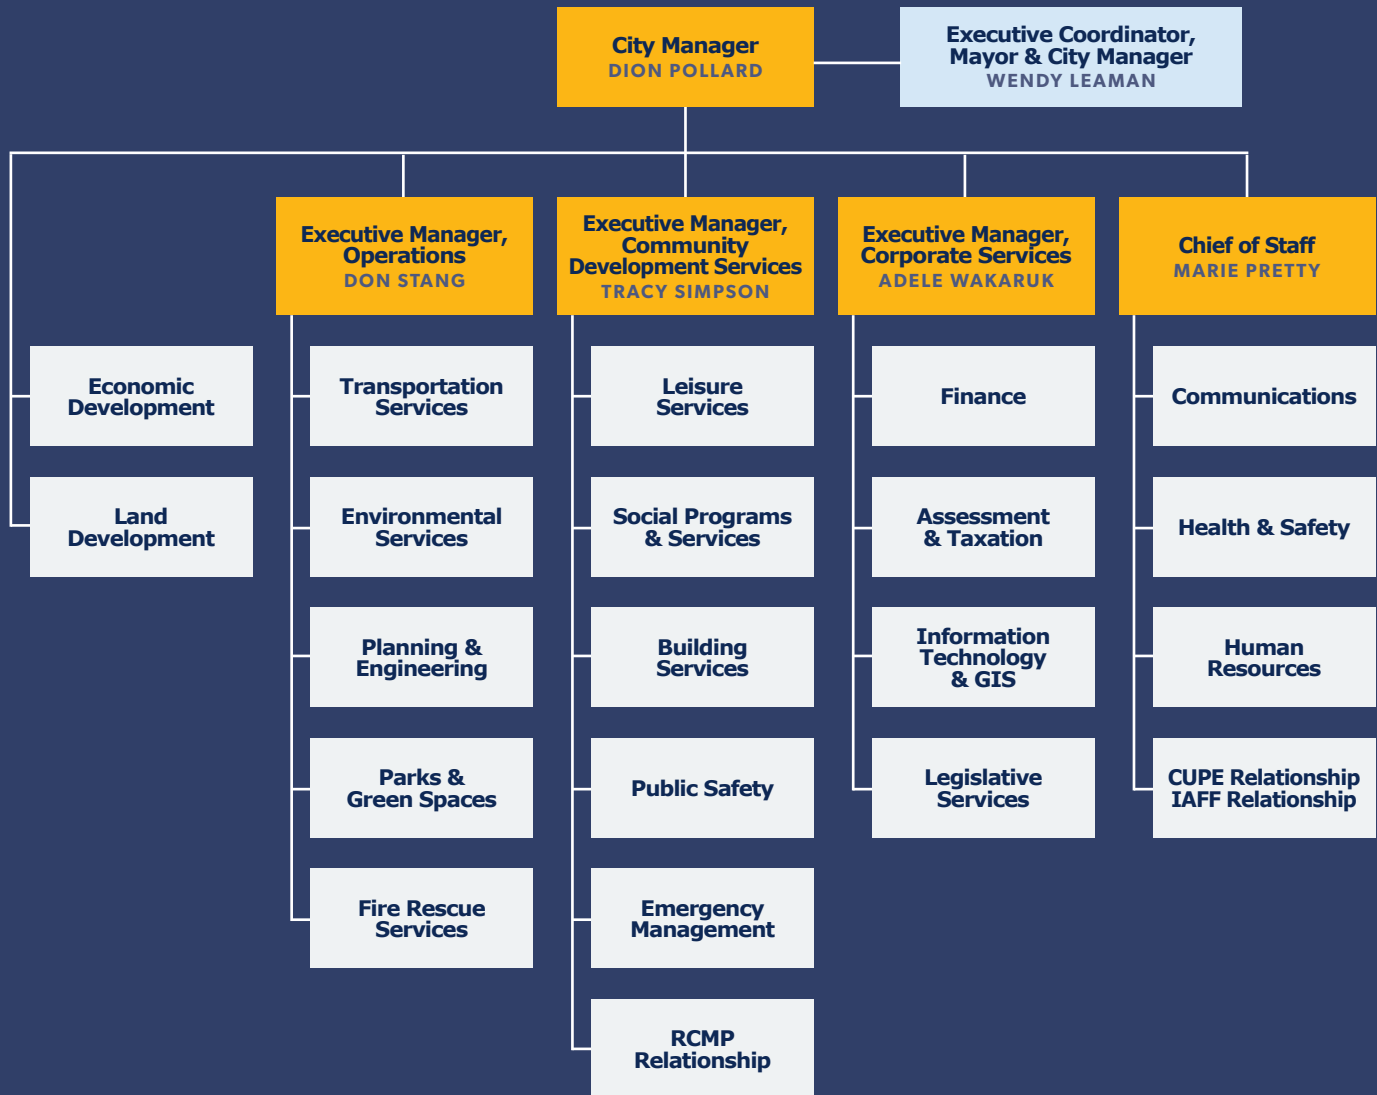 City Manager
DION POLLARD
Executive Coordinator,
Mayor & City Manager
WENDY LEAMAN
Executive Manager,
Operations
DON STANG
Executive Manager,
Community
Development Services
TRACY SIMPSON
Executive Manager,
Corporate Services
ADELE WAKARUK
Chief of Staff
MARIE PRETTY
Economic
Development
Land
Development
Transportation
Services
Environmental
Services
Planning &
Engineering
Parks &
Green Spaces
Fire Rescue
Services
Leisure
Services
Social Programs
& Services
Building
Services
Public Safety
Emergency
Management
RCMP
Relationship
Finance
Assessment
& Taxation
Information
Technology
& GIS
Legislative
Services
Communications
Health & Safety
Human
Resources
CUPE Relationship
IAFF Relationship